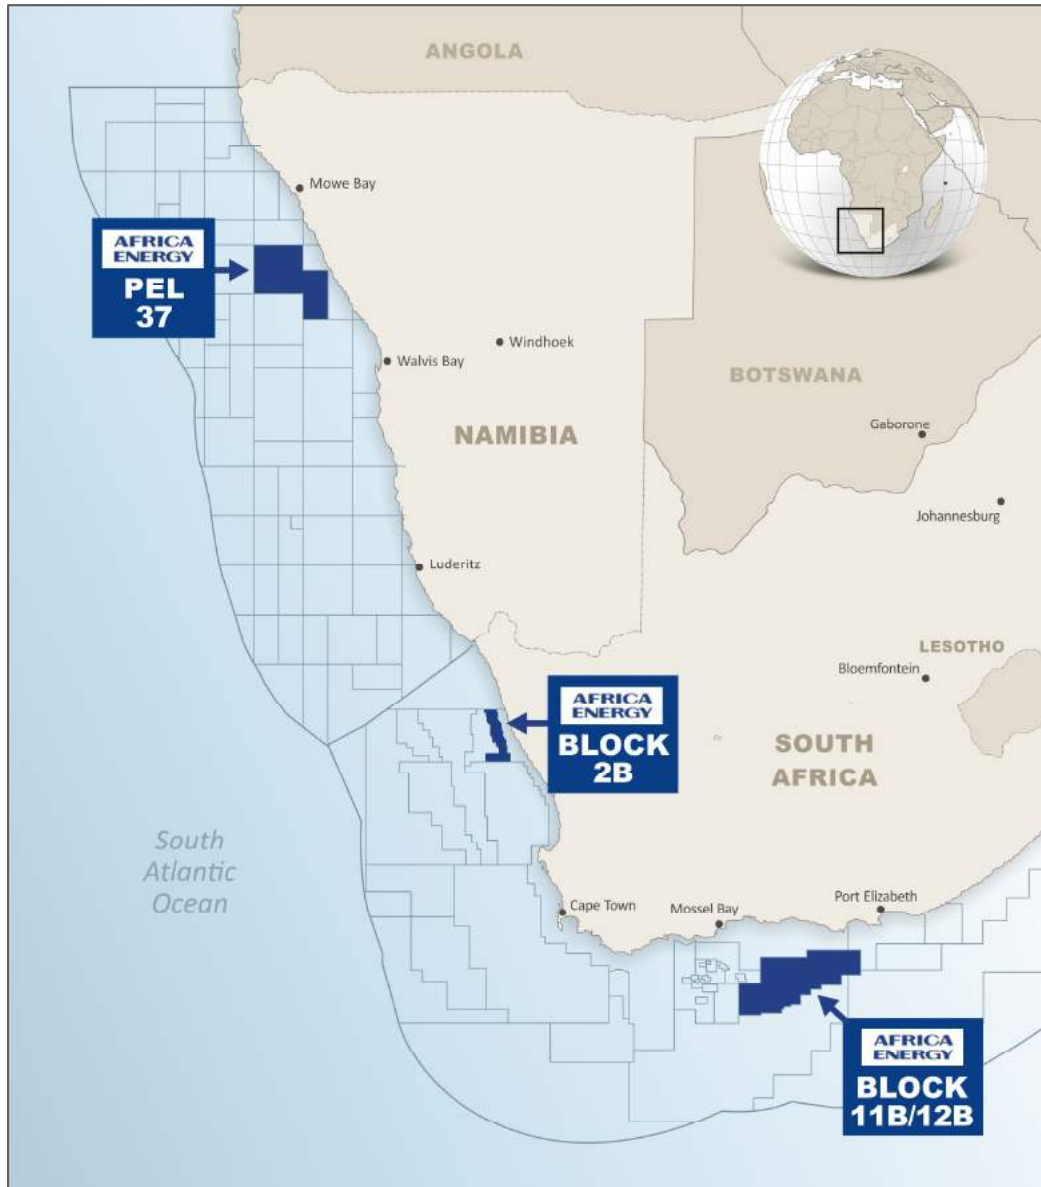 ANGOLA
Mowe Bay
AFRICA
ENERGY
PEL
37
Windhoek
Walvis Bay
BOTSWANA
NAMIBIA
Gaborone
Johannesburg
Luderitz
LESOTHO
Bloemfontein
AFRICA
ENERGY
BLOCK
2B
SOUTH
AFRICA
South
Atlantic
Ocean
Cape Town
Mossel Bay
Port Elizabeth
AFRICA
ENERGY
BLOCK
11B/12B